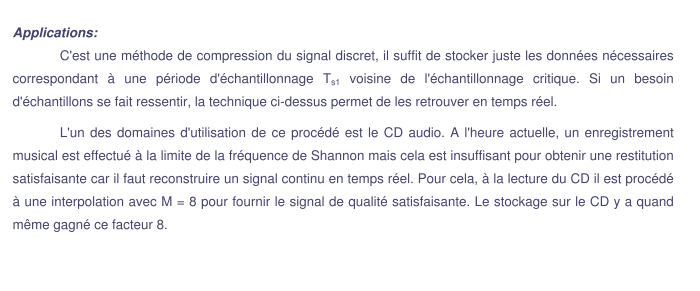 Applications:
C'est une méthode de compression du signal discret, il suffit de stocker juste les données nécessaires
correspondant à une période d'échantillonnage Ts1 voisine de l'échantillonnage critique. Si un besoin
d'échantillons se fait ressentir, la technique ci-dessus permet de les retrouver en temps réel.
L'un des domaines d'utilisation de ce procédé est le CD audio. A l'heure actuelle, un enregistrement
musical est effectué à la limite de la fréquence de Shannon mais cela est insuffisant pour obtenir une restitution
satisfaisante car il faut reconstruire un signal continu en temps réel. Pour cela, à la lecture du CD il est procédé
à une interpolation avec M = 8 pour fournir le signal de qualité satisfaisante. Le stockage sur le CD y a quand
même gagné ce facteur 8.